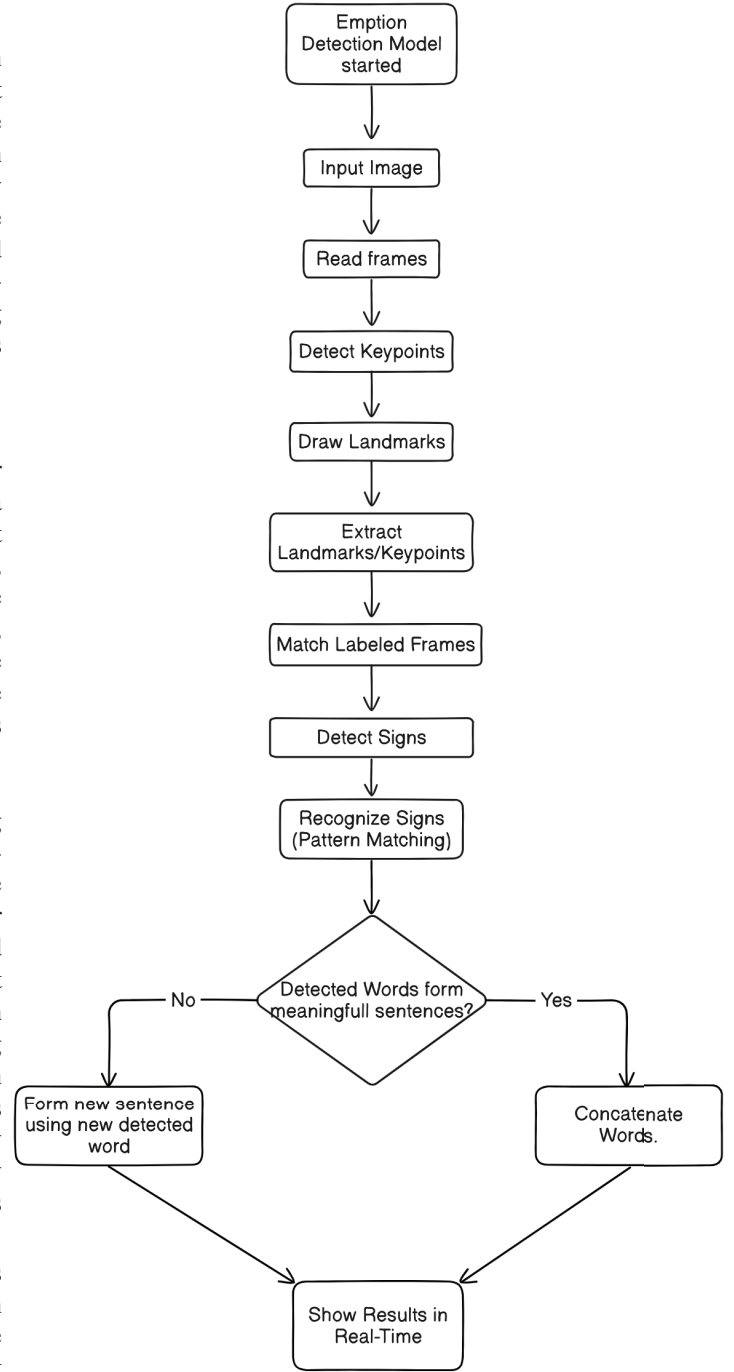 Emption
Detection Model
started
Input Image
Read frames
Detect Keypoints
Draw Landmarks
Extract
Landmarks/Keypoints
Match Labeled Frames
Detect Signs
Recognize Signs
(Pattern Matching)
Detected Words form
meaningfull sentences?
No
Yes
Form new sentence
using new detected
word
Concatenate
Words.
Show Results in
Real-Time